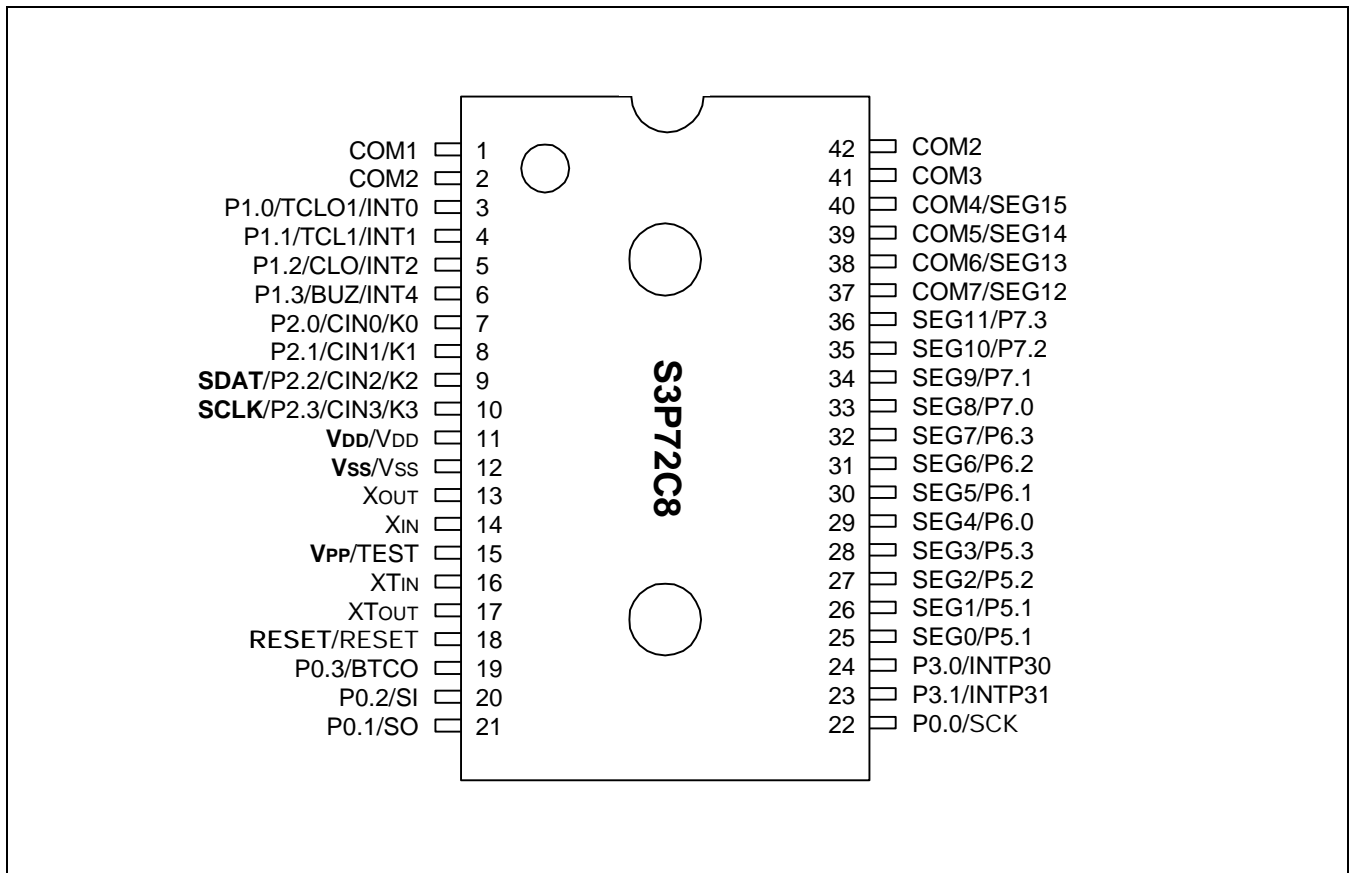 COM1 1
COM2 2
P1.0/TCLO1/INT0 3
P1.1/TCL1/INT1 4
P1.2/CLO/INT2 5
P1.3/BUZ/INT4 6
P2.0/CIN0/K0 7
P2.1/CIN1/K1 8
SDAT/P2.2/CIN2/K2 9
SCLK/P2.3/CIN3/K3 10
VDD/VDD 11
VSS/VSS 12
XOUT 13
XIN 14
VPP/TEST 15
XTIN 16
XTOUT 17
RESET/RESET 18
P0.3/BTCO 19
P0.2/SI 20
P0.1/SO 21
S3P72C8
42 COM2
41 COM3
40 COM4/SEG15
39 COM5/SEG14
38 COM6/SEG13
37 COM7/SEG12
36 SEG11/P7.3
35 SEG10/P7.2
34 SEG9/P7.1
33 SEG8/P7.0
32 SEG7/P6.3
31 SEG6/P6.2
30 SEG5/P6.1
29 SEG4/P6.0
28 SEG3/P5.3
27 SEG2/P5.2
26 SEG1/P5.1
25 SEG0/P5.1
24 P3.0/INTP30
23 P3.1/INTP31
22 P0.0/SCK